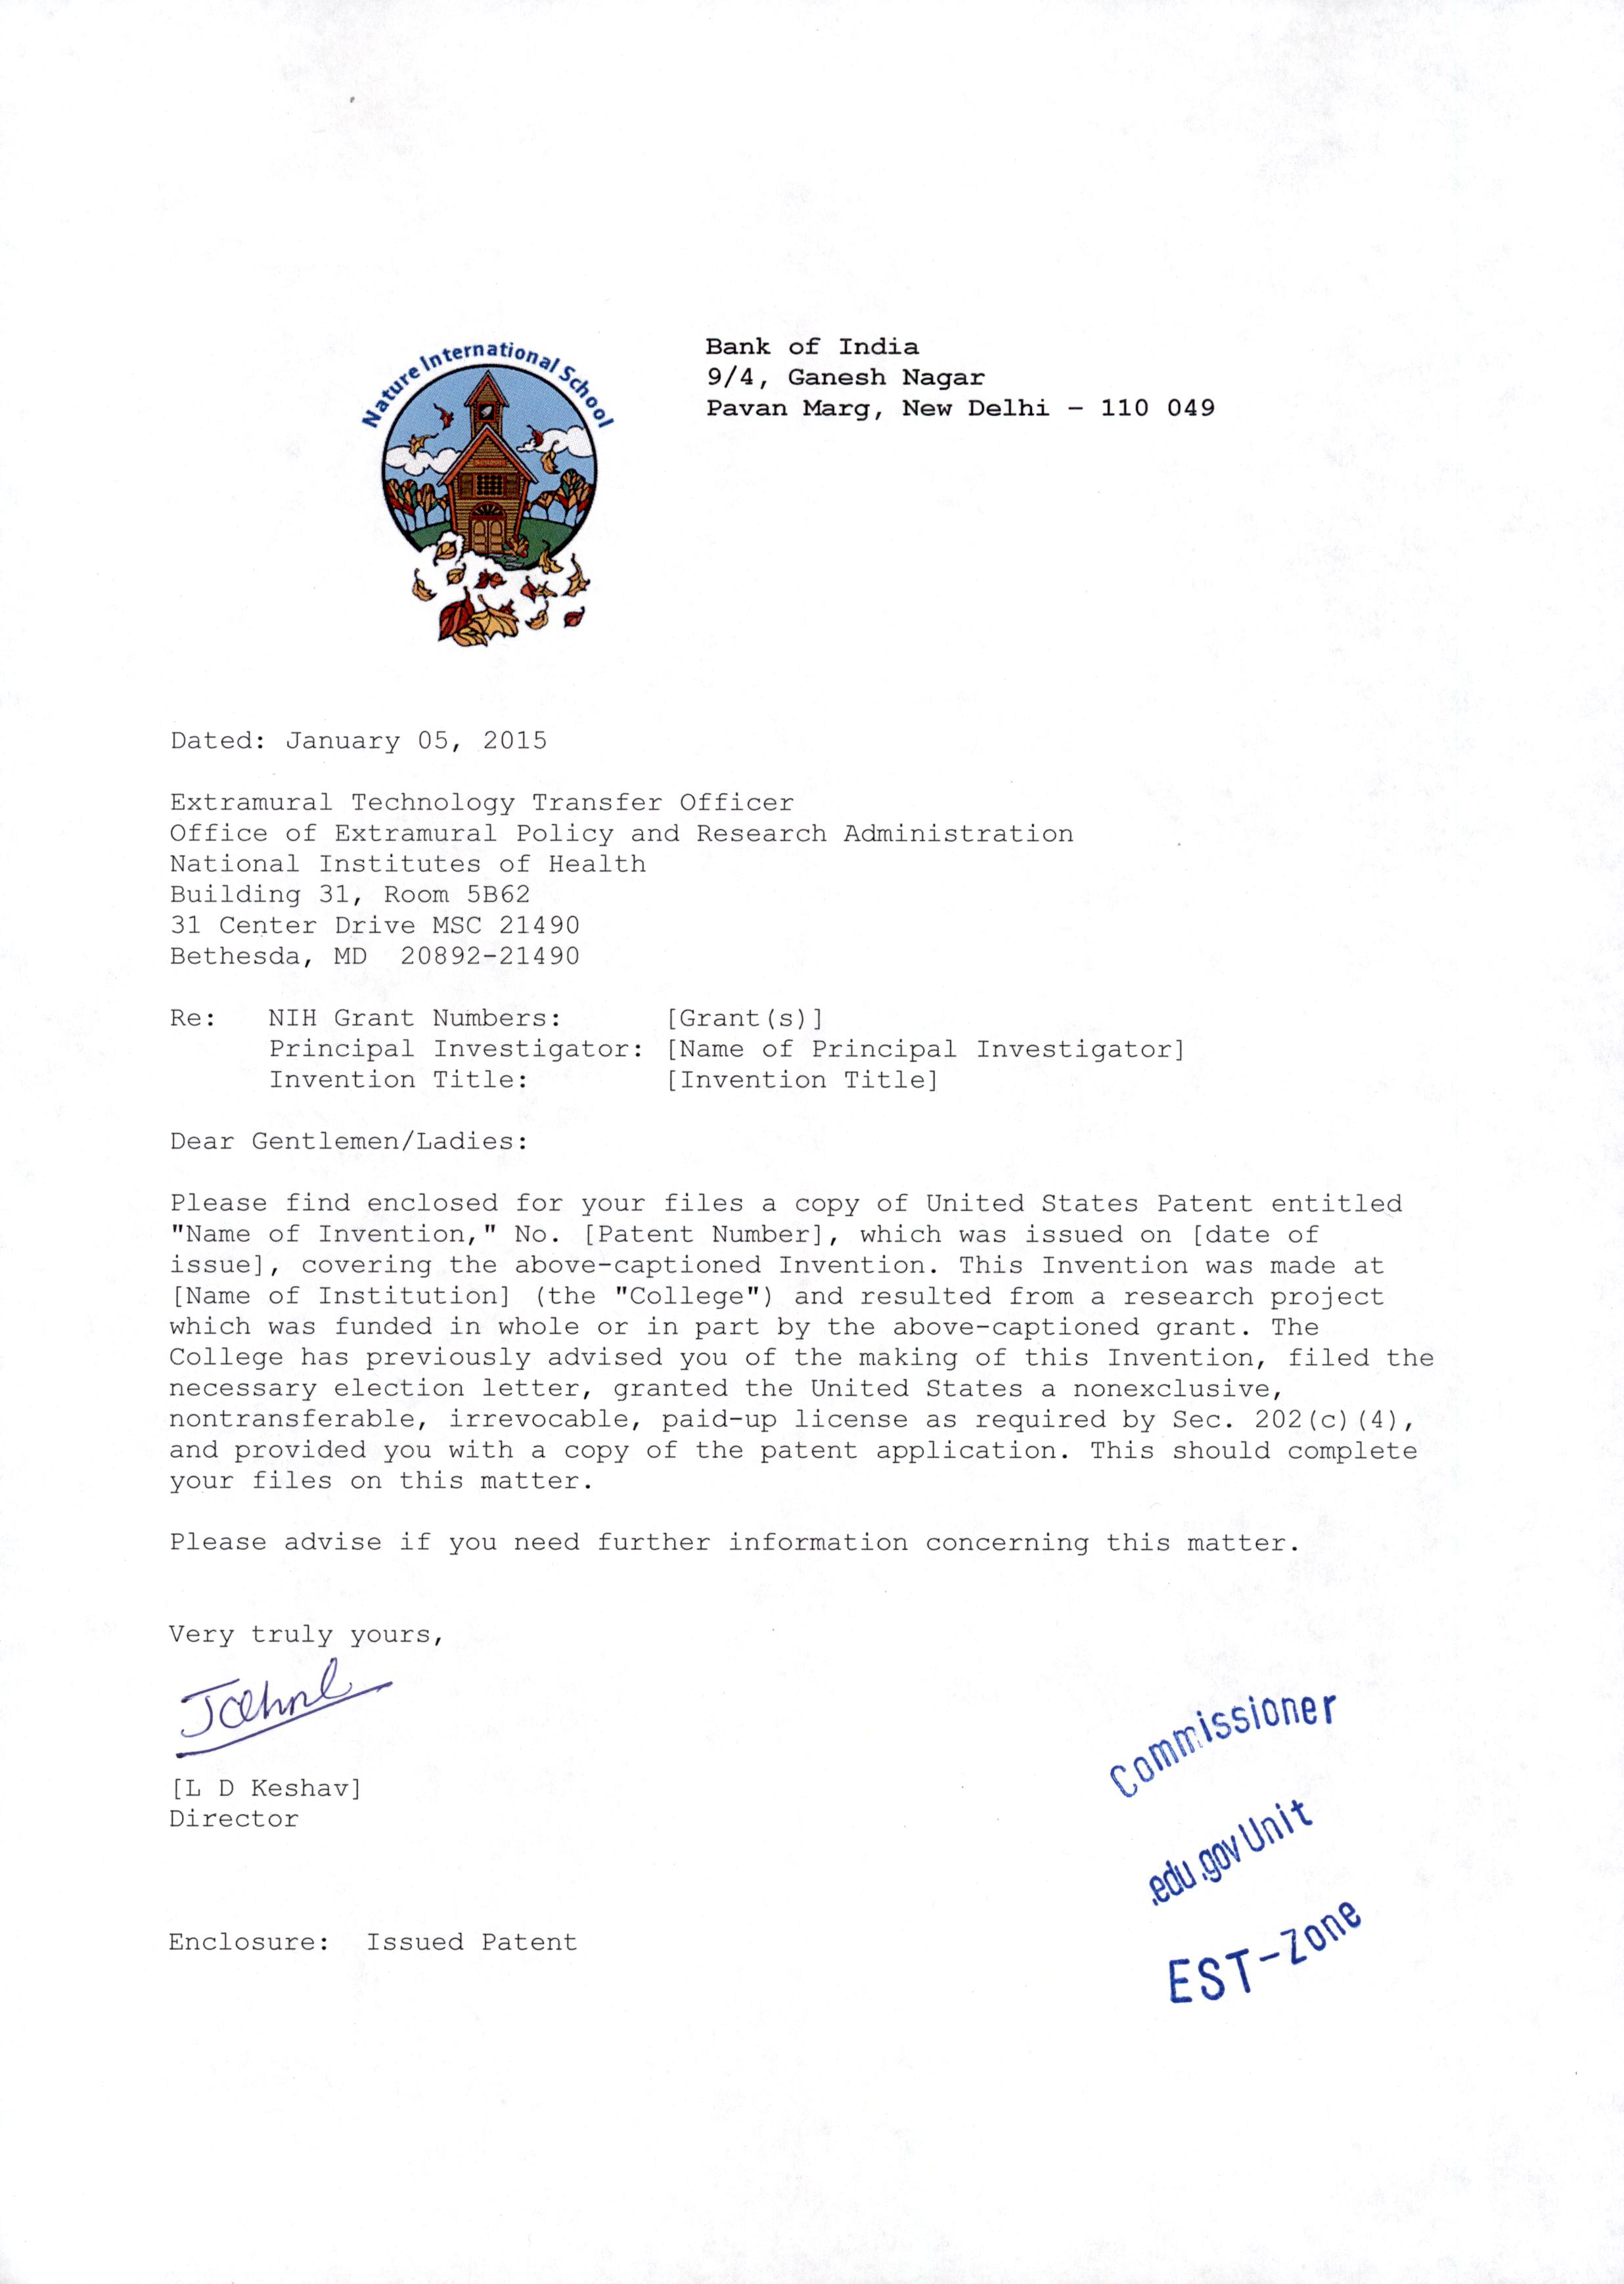 Nature International School
Bank of India
9/4, Ganesh Nagar
Pavan Marg, New Delhi - 110 049
Dated: January 05, 2015
Extramural Technology Transfer Officer
Office of Extramural Policy and Research Administration
National Institutes of Health
Building 31, Room 5B62
31 Center Drive MSC 21490
Bethesda, MD  20892-21490
Re: NIH Grant Numbers: [Grant(s)]
Principal Investigator: [Name of Principal Investigator]
Invention Title: [Invention Title]
Dear Gentlemen/Ladies:
Please find enclosed for your files a copy of United States Patent entitled
"Name of Invention," No. [Patent Number], which was issued on [date of
issue], covering the above-captioned Invention. This Invention was made at
[Name of Institution] (the "College") and resulted from a research project
which was funded in whole or in part by the above-captioned grant. The
College has previously advised you of the making of this Invention, filed the
necessary election letter, granted the United States a nonexclusive,
nontransferable, irrevocable, paid-up license as required by Sec. 202(c)(4),
and provided you with a copy of the patent application. This should complete
your files on this matter.
Please advise if you need further information concerning this matter.
Very truly yours,
[L D Keshav]
Director
Commissioner
.edu.gov Unit
EST-Zone
Enclosure:  Issued Patent